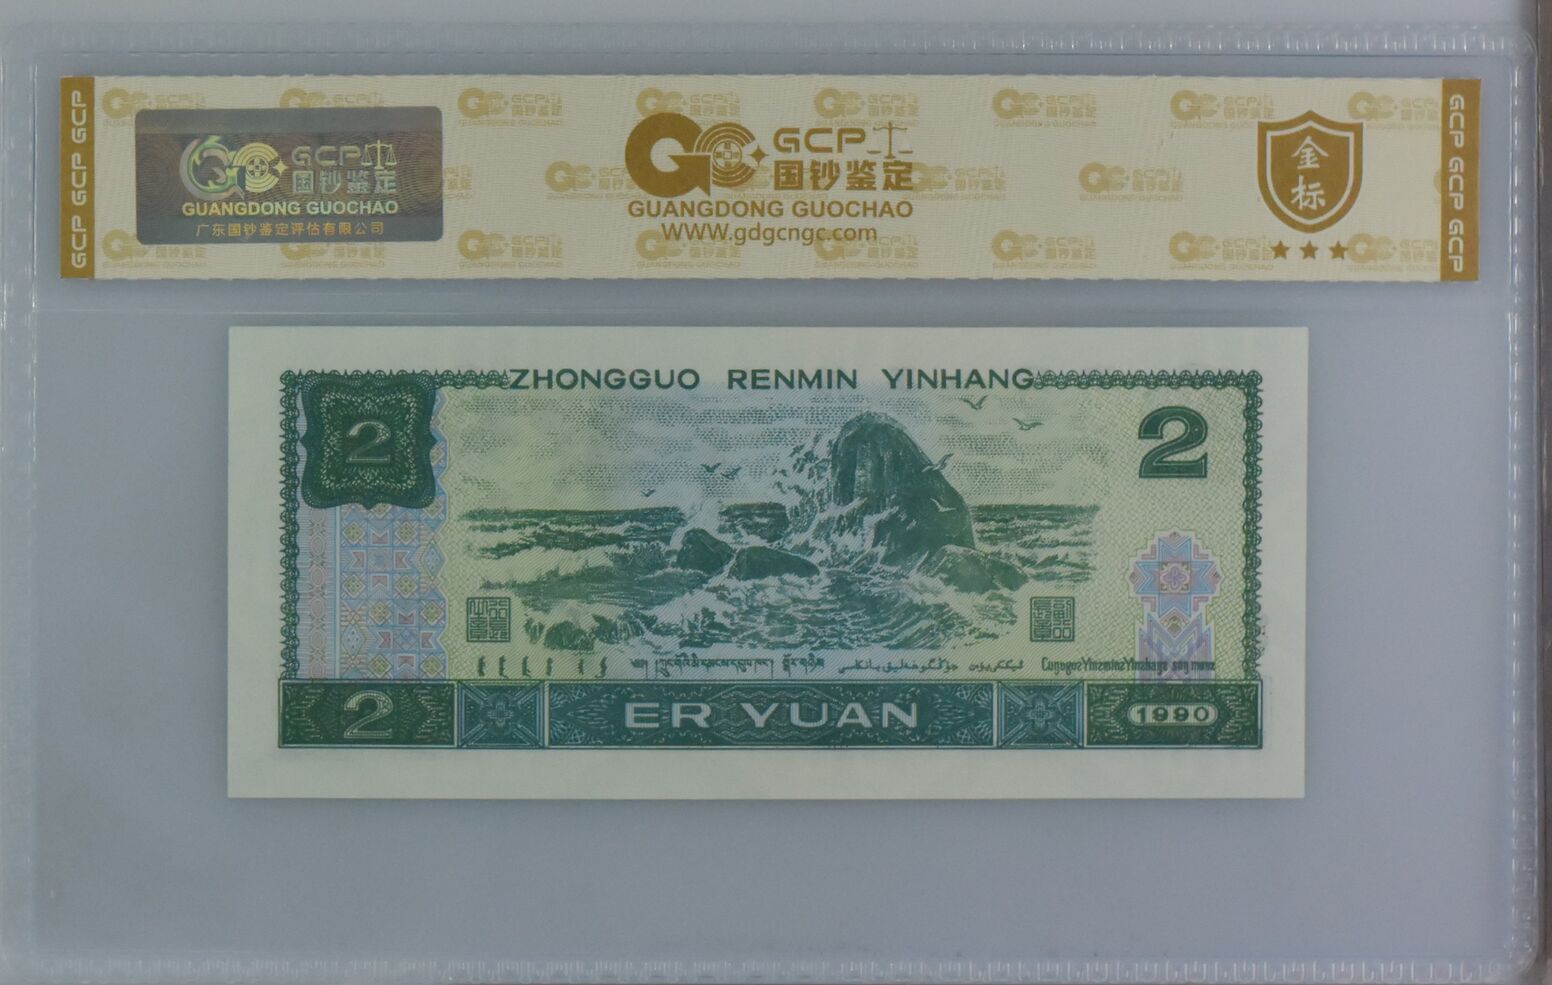 GCP GCP GCP
GCP
国钞鉴定
GUANGDONG GUOCHAO
广东国钞鉴定评估有限公司
GCP
国钞鉴定
GUANGDONG GUOCHAO
WWW.gdgcngc.com
金标
GCP GCP GCP
ZHONGGUO RENMIN YINHANG
2
2
2
ER YUAN
1990